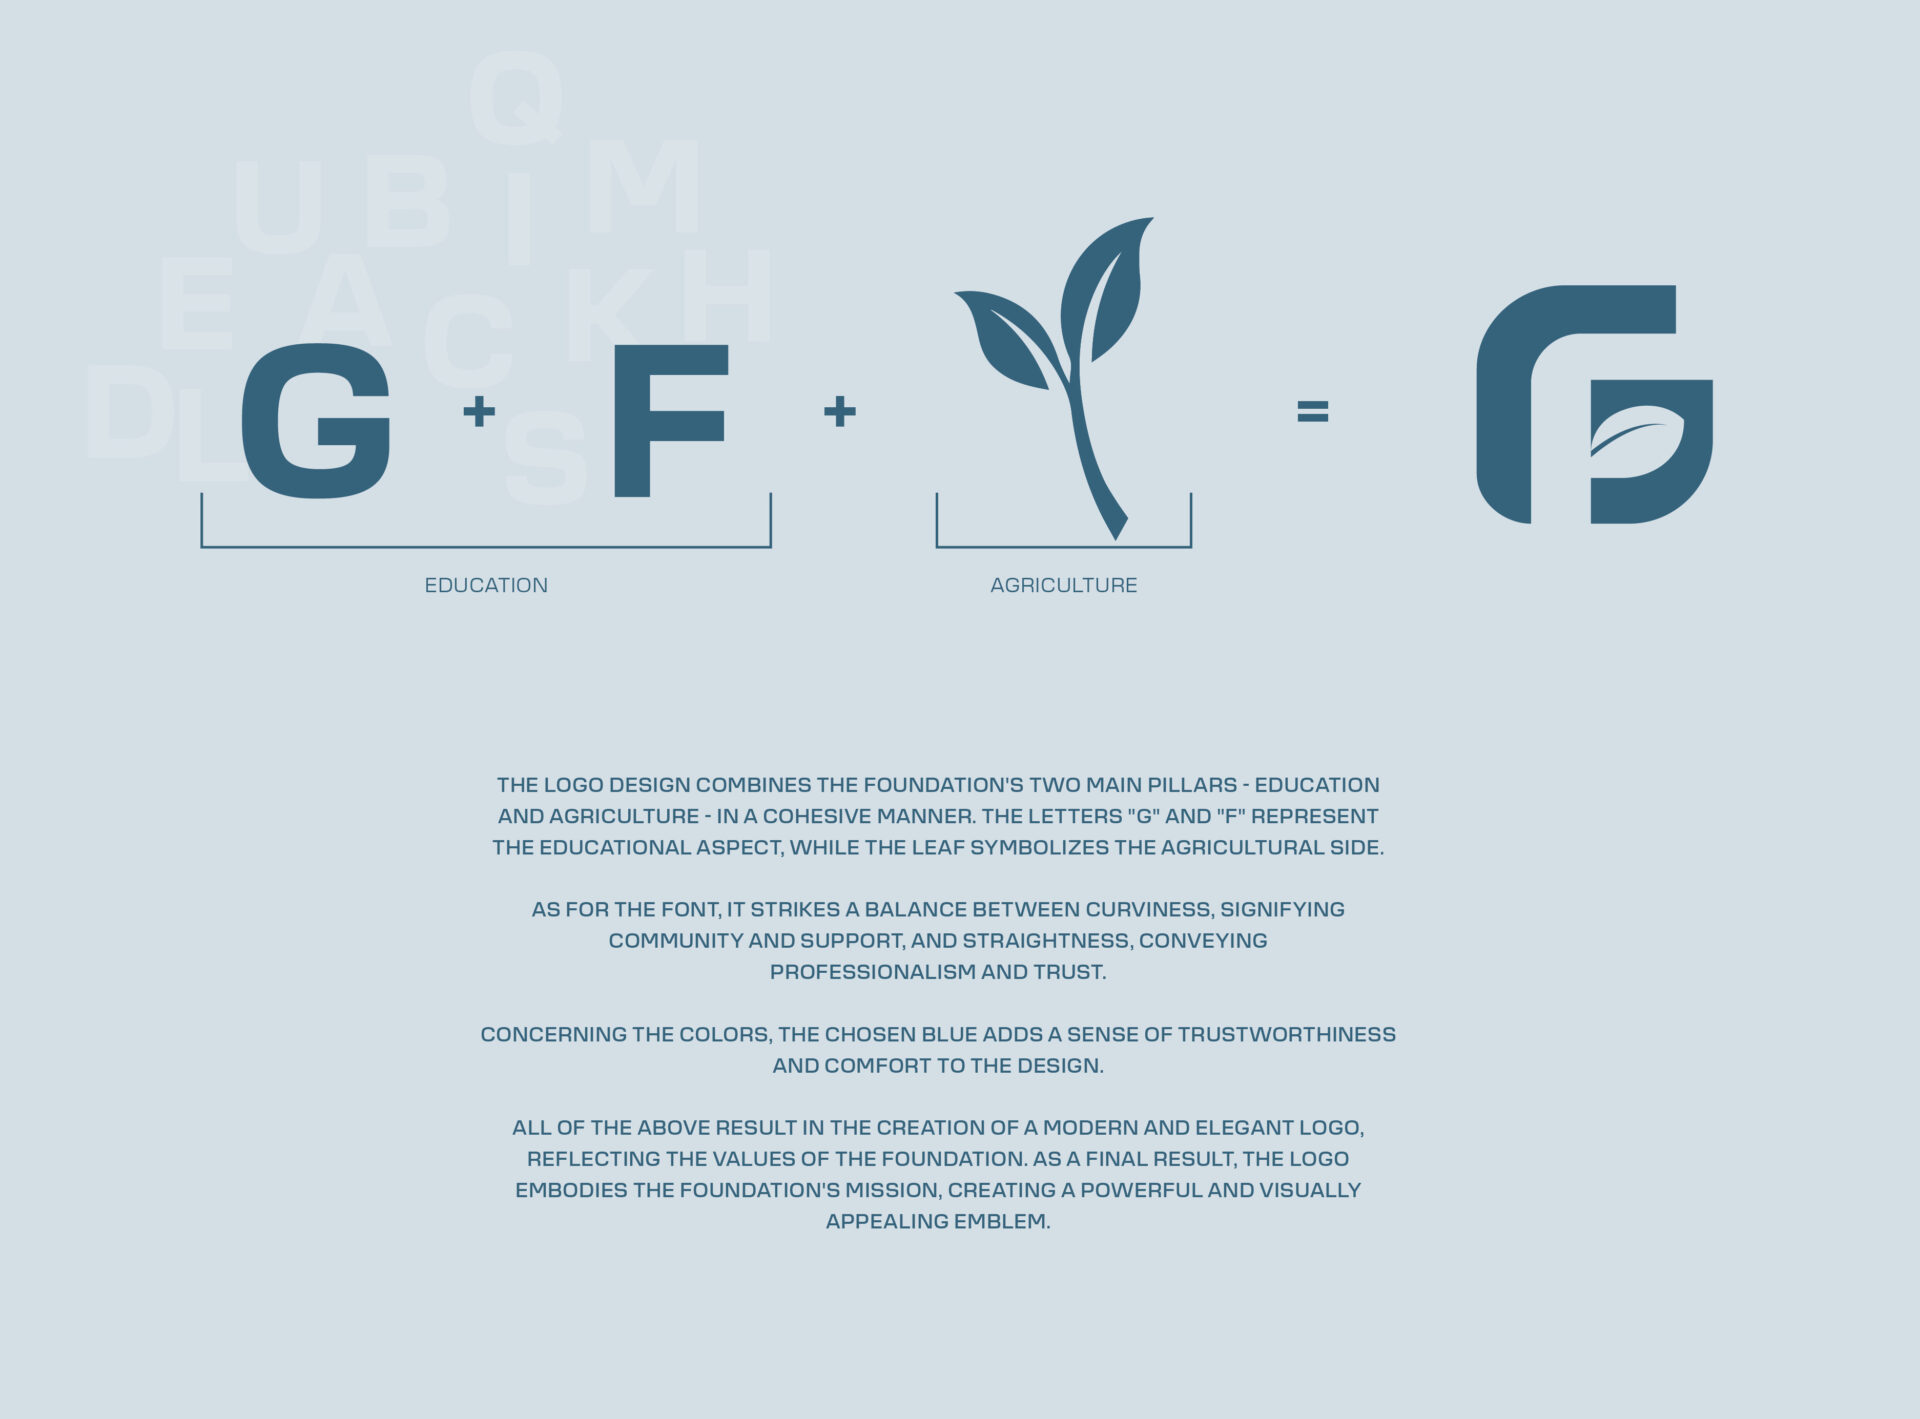 Q
U B I M
E A C K H
D L S
G + F + =
EDUCATION AGRICULTURE
THE LOGO DESIGN COMBINES THE FOUNDATION'S TWO MAIN PILLARS - EDUCATION
AND AGRICULTURE - IN A COHESIVE MANNER. THE LETTERS "G" AND "F" REPRESENT
THE EDUCATIONAL ASPECT, WHILE THE LEAF SYMBOLIZES THE AGRICULTURAL SIDE.
AS FOR THE FONT, IT STRIKES A BALANCE BETWEEN CURVINESS, SIGNIFYING
COMMUNITY AND SUPPORT, AND STRAIGHTNESS, CONVEYING
PROFESSIONALISM AND TRUST.
CONCERNING THE COLORS, THE CHOSEN BLUE ADDS A SENSE OF TRUSTWORTHINESS
AND COMFORT TO THE DESIGN.
ALL OF THE ABOVE RESULT IN THE CREATION OF A MODERN AND ELEGANT LOGO,
REFLECTING THE VALUES OF THE FOUNDATION. AS A FINAL RESULT, THE LOGO
EMBODIES THE FOUNDATION'S MISSION, CREATING A POWERFUL AND VISUALLY
APPEALING EMBLEM.